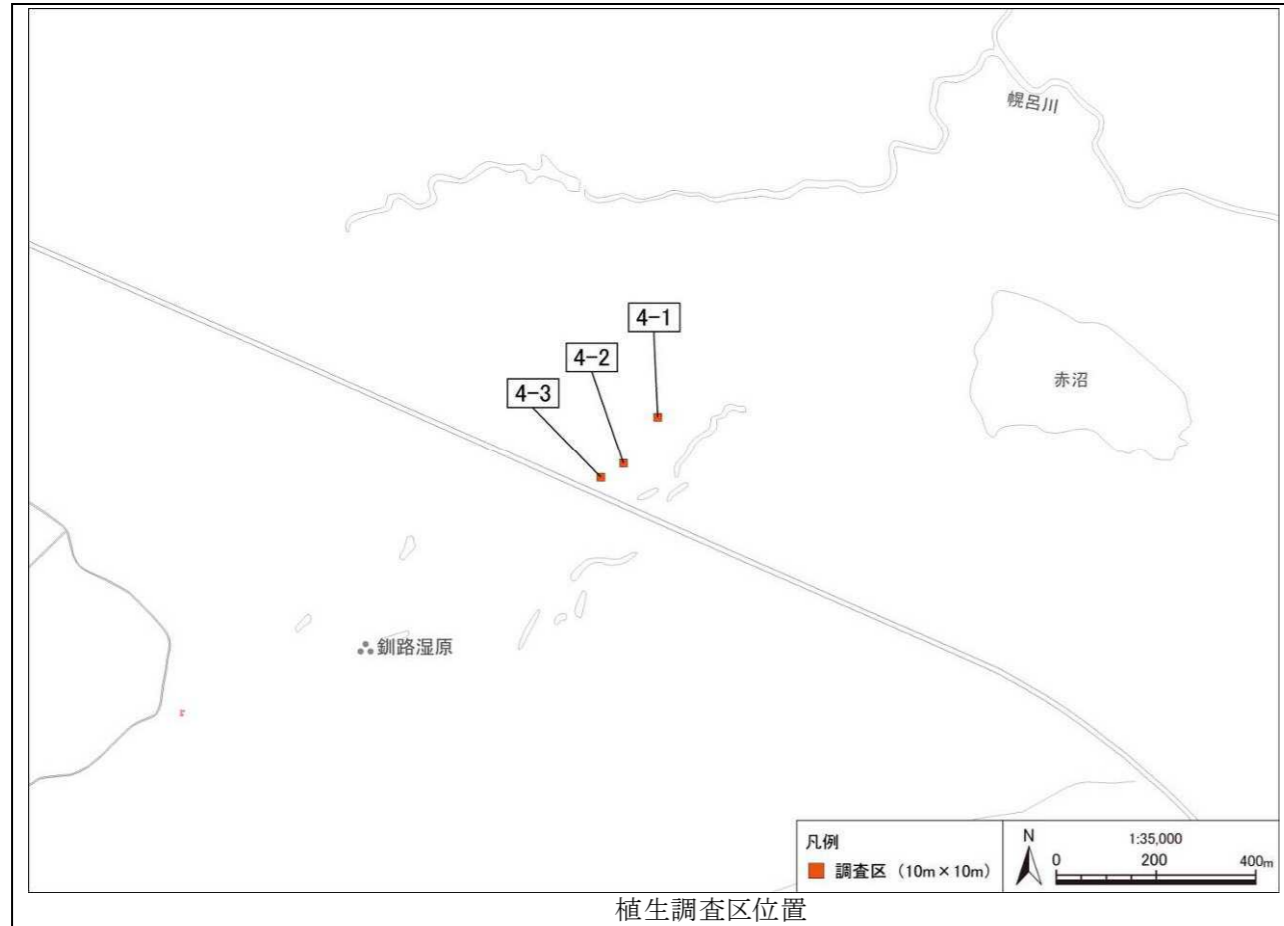 幌呂川
4-1
赤沼
4-2
4-3
釧路湿原
凡例
調査区（10m×10m）
N
1:35,000
0 200 400m
植生調査区位置